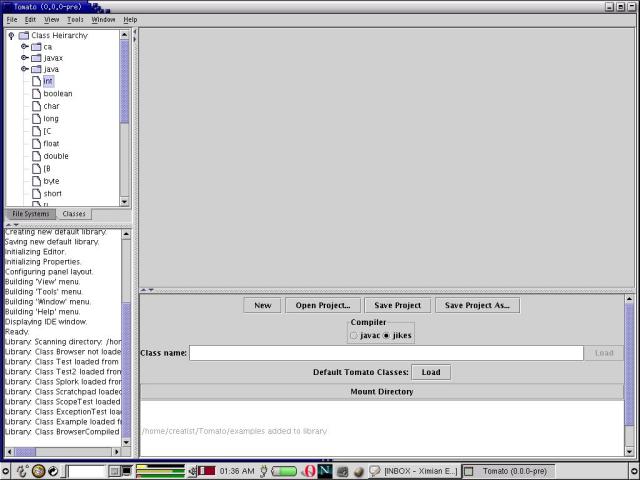 Tomato (0.0.0-pre)
File Edit View Tools Window Help
Class Heirarchy
ca
javax
java
int
boolean
char
long
[C
float
double
[B
byte
short
File Systems Classes
Creating new default library.
Saving new default library.
Initializing Editor.
Initializing Properties.
Configuring panel layout.
Building 'View' menu.
Building 'Tools' menu.
Building 'Window' menu.
Building 'Help' menu.
Displaying IDE window.
Ready.
Library: Scanning directory: /hor
Library: Class Browser not loade
Library: Class Test loaded from
Library: Class Test2 loaded from
Library: Class Splork loaded from
Library: Class Scratchpad loaded
Library: Class ScopeTest loaded
Library: Class ExceptionTest loa
Library: Class Example loaded fr
Library: Class BrowserCompiled
New Open Project... Save Project Save Project As...
Compiler
javac jikes
Class name: Load
Default Tomato Classes: Load
Mount Directory
/home/creatist/Tomato/examples added to library
01:36 AM N [INBOX - Ximian E... Tomato (0.0.0-pre)